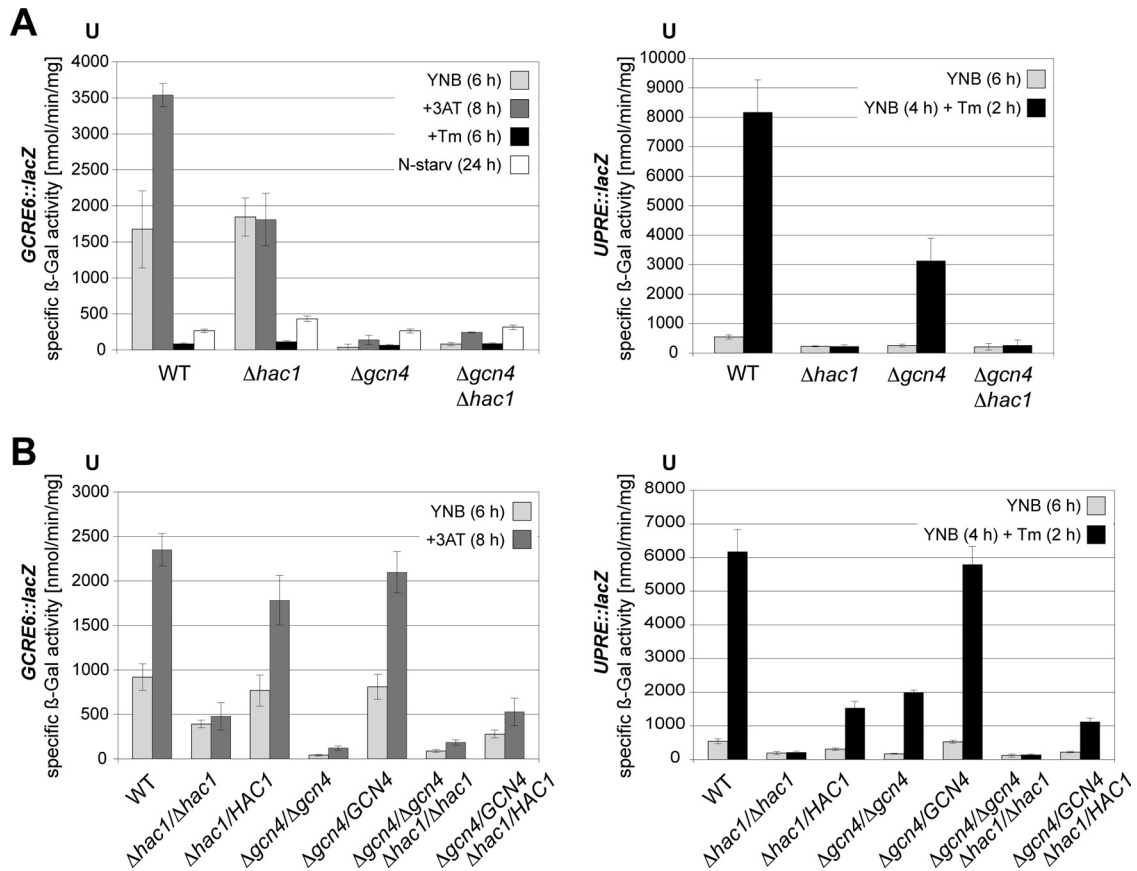 A
U
GCRE6::lacZ
specific ß-Gal activity [nmol/min/mg]
4000
3500
3000
2500
2000
1500
1000
500
0
YNB (6 h)
+3AT (8 h)
+Tm (6 h)
N-starv (24 h)
WT
Δhac1
Δgcn4
Δgcn4
Δhac1
U
UPRE::lacZ
specific ß-Gal activity [nmol/min/mg]
10000
9000
8000
7000
6000
5000
4000
3000
2000
1000
0
YNB (6 h)
YNB (4 h) + Tm (2 h)
WT
Δhac1
Δgcn4
Δgcn4
Δhac1
B
U
GCRE6::lacZ
specific ß-Gal activity [nmol/min/mg]
3000
2500
2000
1500
1000
500
0
YNB (6 h)
+3AT (8 h)
WT
Δhac1/Δhac1
Δhac1/HAC1
Δgcn4/Δgcn4
Δgcn4/GCN4
Δgcn4/Δgcn4
Δhac1/Δhac1
Δgcn4/GCN4
Δhac1/HAC1
U
UPRE::lacZ
specific ß-Gal activity [nmol/min/mg]
8000
7000
6000
5000
4000
3000
2000
1000
0
YNB (6 h)
YNB (4 h) + Tm (2 h)
WT
Δhac1/Δhac1
Δhac1/HAC1
Δgcn4/Δgcn4
Δgcn4/GCN4
Δgcn4/Δgcn4
Δhac1/Δhac1
Δgcn4/GCN4
Δhac1/HAC1